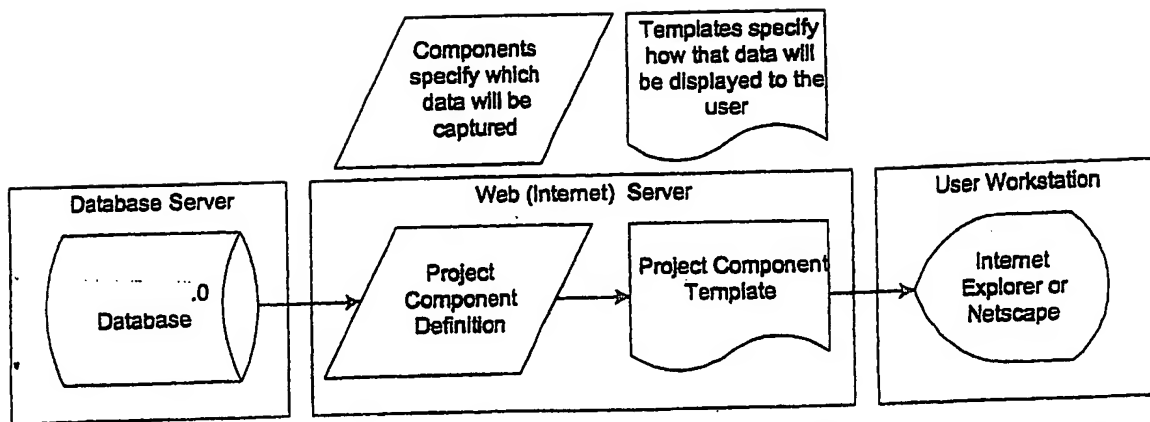 Components
specify which
data will be
captured
Templates specify
how that data will
be displayed to the
user
Database Server
Web (Internet) Server
User Workstation
.0
Database
Project
Component
Definition
Project Component
Template
Internet
Explorer or
Netscape